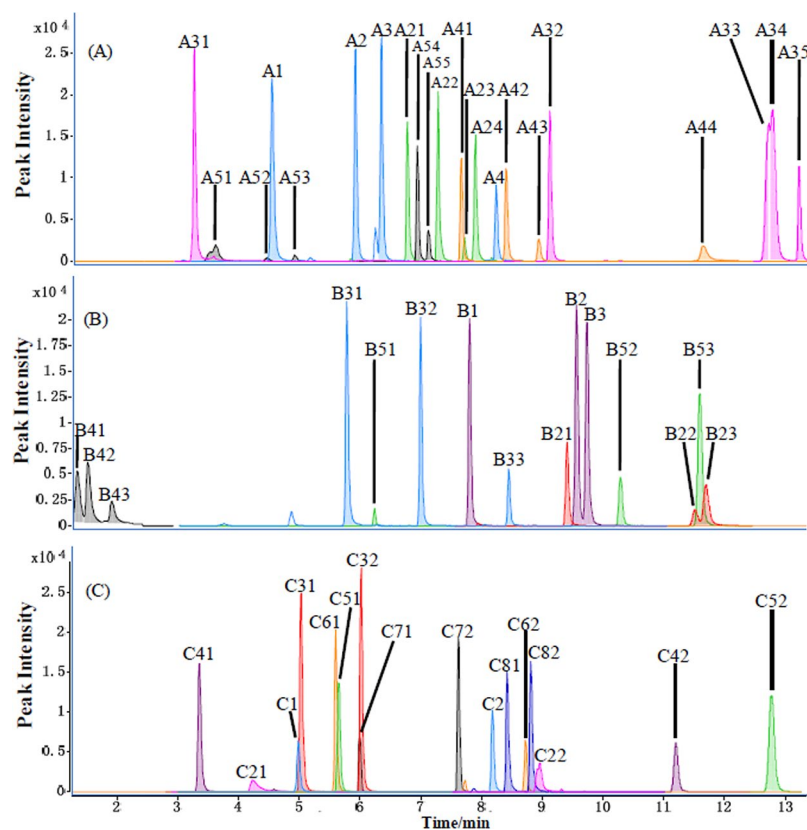 x10 4
(A)
A31
A1
A2
A3
A21
A54
A55
A22
A41
A23
A24
A42
A4
A43
A32
A33
A34
A35
A51
A52
A53
A44
Peak Intensity
2.5
2
1.5
1
0.5
0
x10 4
(B)
B31
B32
B1
B2
B3
B51
B52
B53
B41
B42
B43
B33
B21
B22
B23
Peak Intensity
2
1.75
1.5
1.25
1
0.75
0.5
0.25
0
x10 4
(C)
C32
C31
C61
C51
C71
C41
C1
C21
C72
C2
C81
C62
C82
C22
C42
C52
Peak Intensity
2.5
2
1.5
1
0.5
0
2 3 4 5 6 7 8 9 10 11 12 13
Time/min